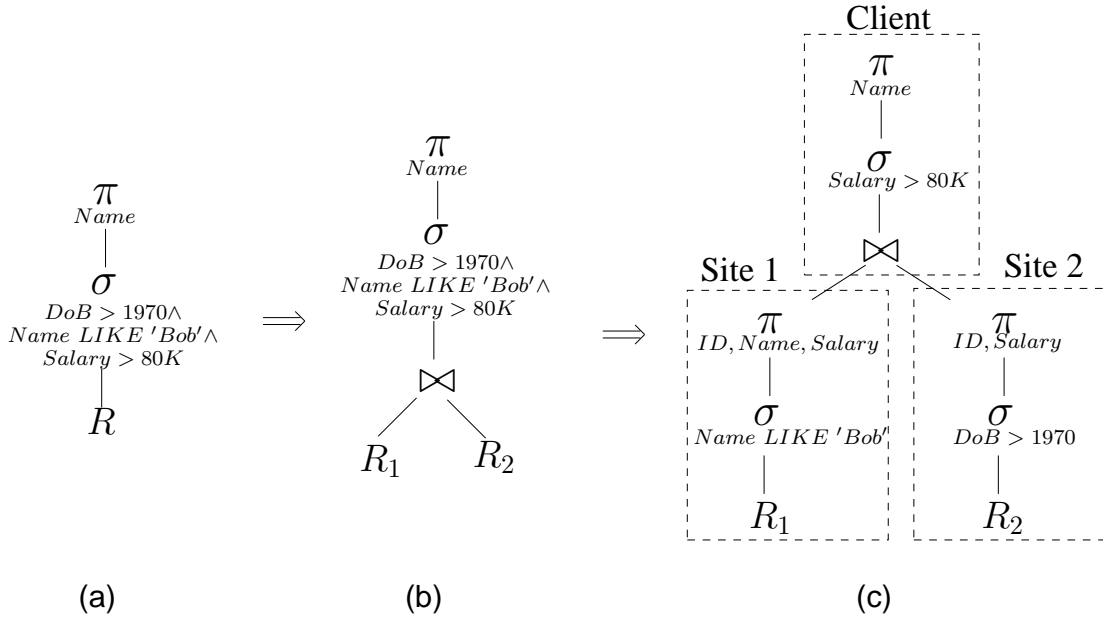 Client
π
Name
σ
Salary > 80K
⋈
Site 1
Site 2
π
ID, Name, Salary
σ
Name LIKE 'Bob'
R₁
π
ID, Salary
σ
DoB > 1970
R₂
π
Name
σ
DoB > 1970∧
Name LIKE 'Bob'∧
Salary > 80K
⋈
R₁
R₂
π
Name
σ
DoB > 1970∧
Name LIKE 'Bob'∧
Salary > 80K
R
⟹
⟹
(a)
(b)
(c)